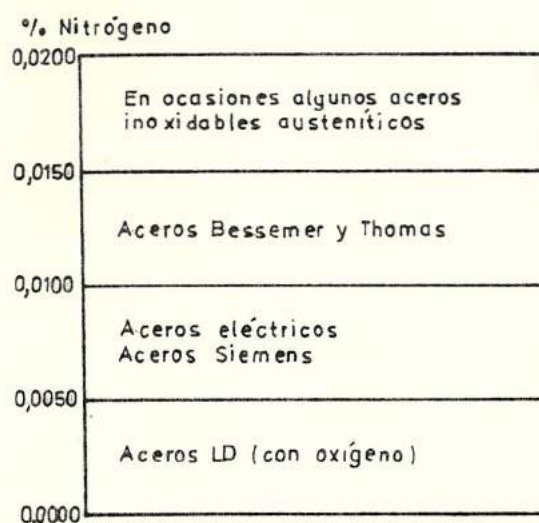 % Nitrógeno
0,0200
En ocasiones algunos aceros
inoxidables austeníticos
0,0150
Aceros Bessemer y Thomas
0,0100
Aceros eléctricos
Aceros Siemens
0,0050
Aceros LD (con oxígeno)
0,0000